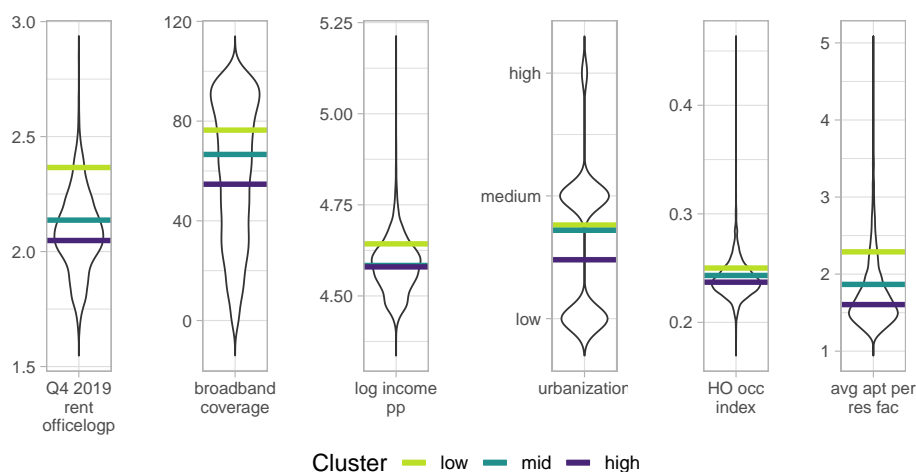 3.0
2.5
2.0
1.5
Q4 2019
rent
officelogp
120
80
40
0
broadband
coverage
5.25
5.00
4.75
4.50
log income
pp
high
medium
low
urbanization
0.4
0.3
0.2
HO occ
index
5
4
3
2
1
avg apt per
res fac
Cluster low mid high